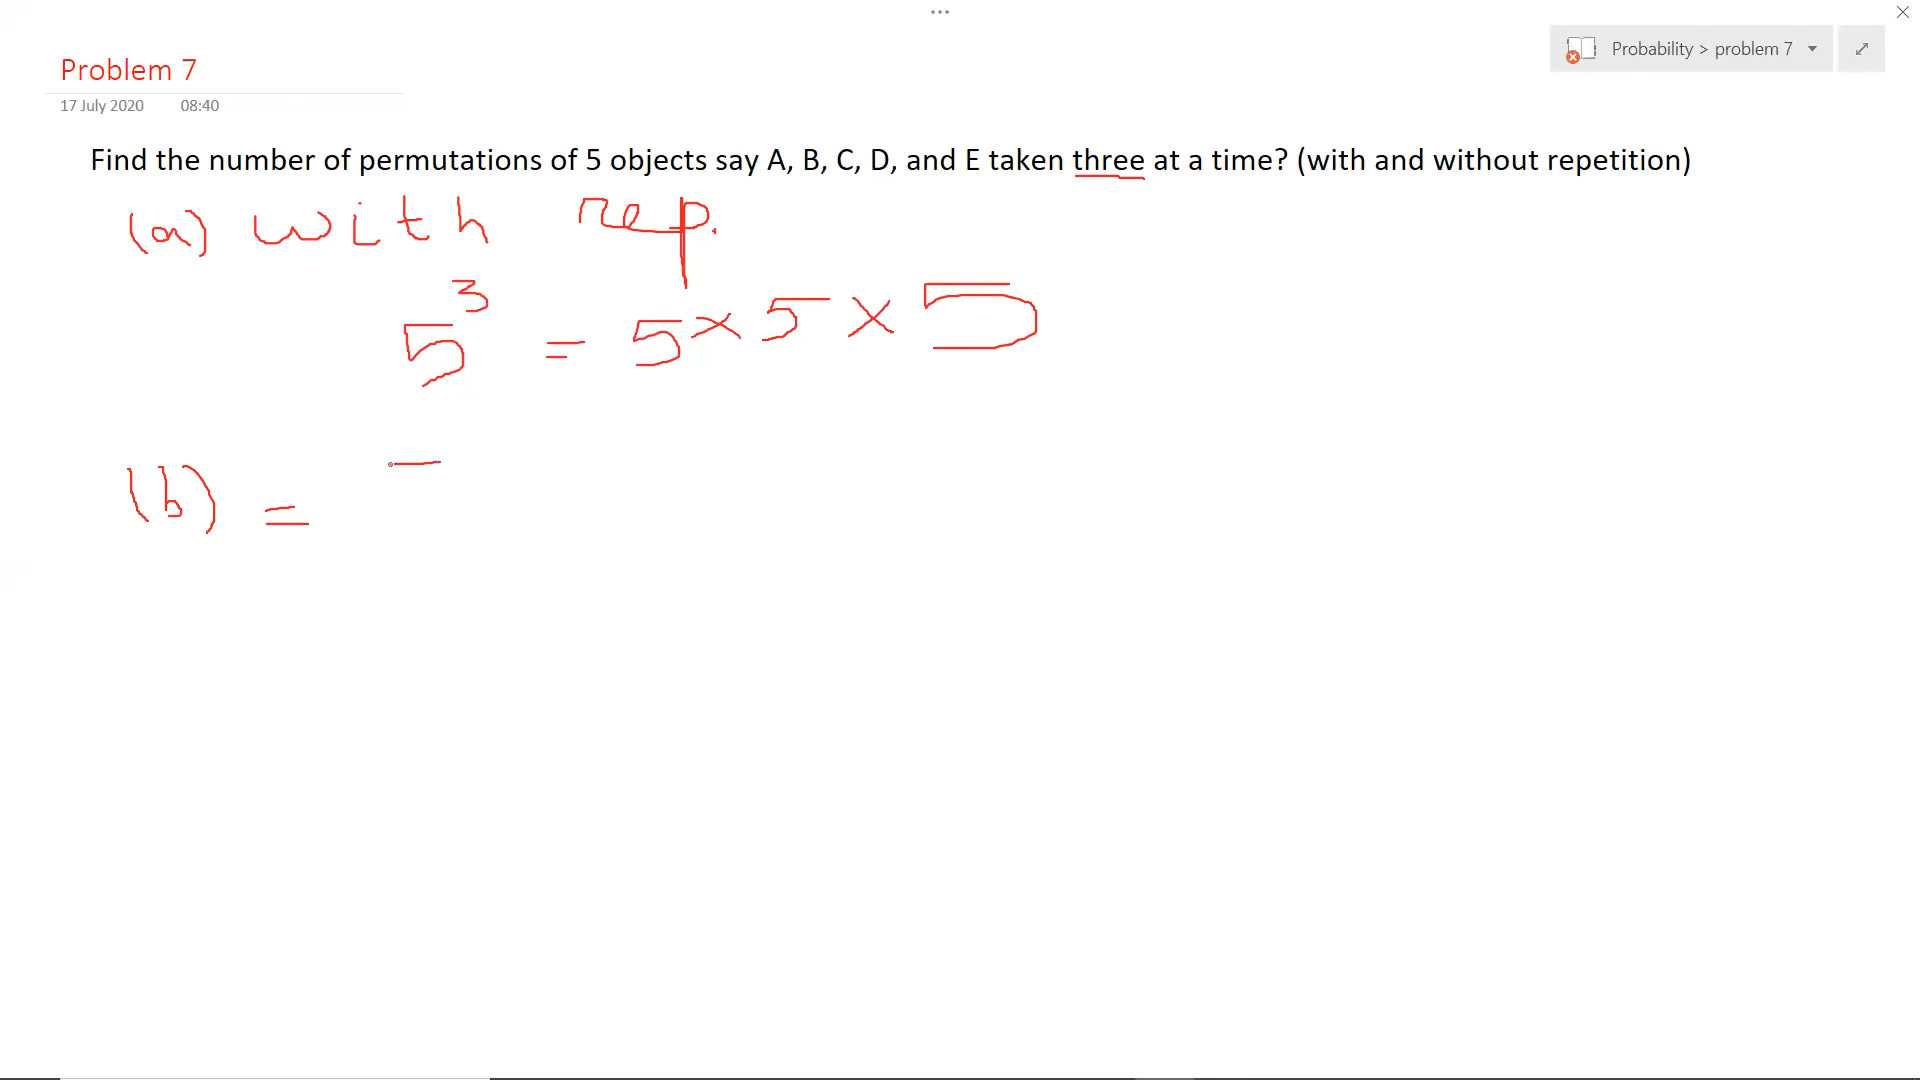 Probability > problem 7
Problem 7
17 July 2020 08:40
Find the number of permutations of 5 objects say A, B, C, D, and E taken three at a time? (with and without repetition)
(a) with rep.
5³ = 5 × 5 × 5
(b) =